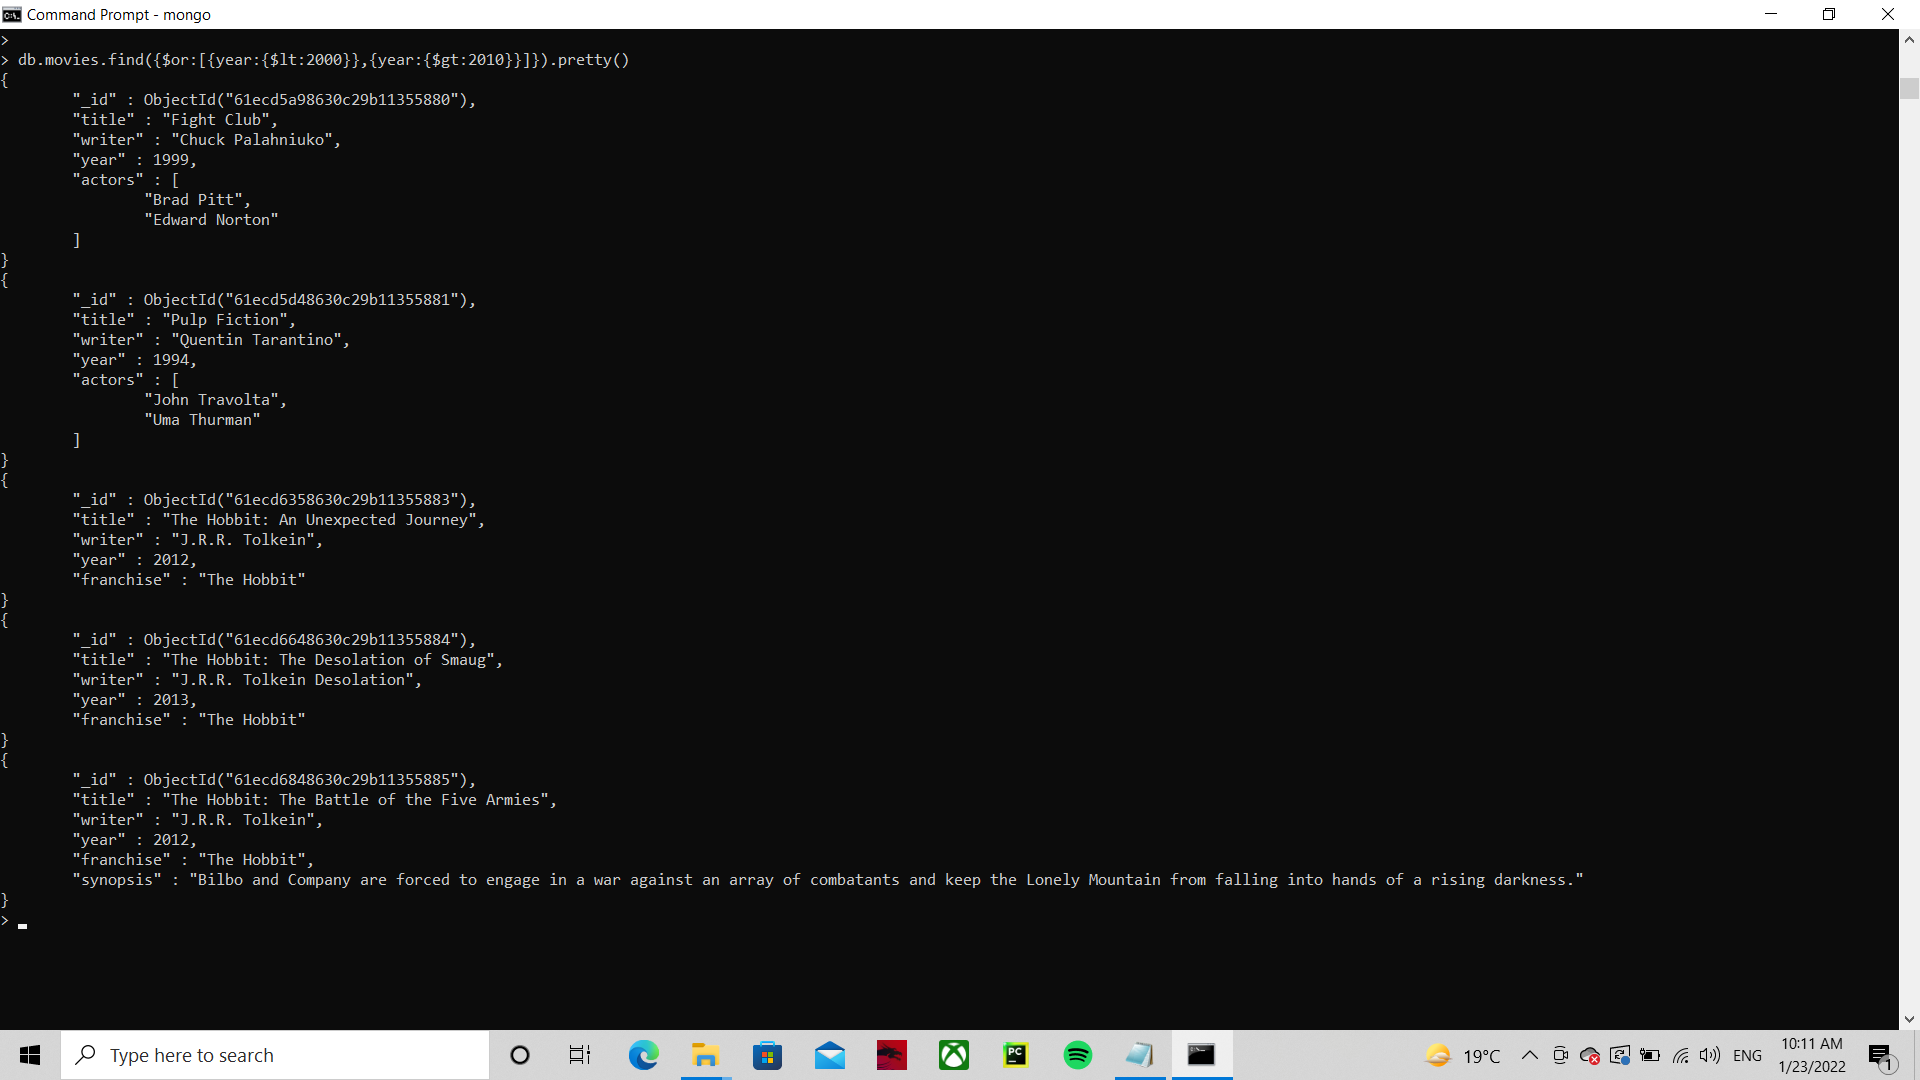 Command Prompt - mongo
>
> db.movies.find({$or:[{year:{$lt:2000}},{year:{$gt:2010}}]}).pretty()
{
        "_id" : ObjectId("61ecd5a98630c29b11355880"),
        "title" : "Fight Club",
        "writer" : "Chuck Palahniuko",
        "year" : 1999,
        "actors" : [
                "Brad Pitt",
                "Edward Norton"
        ]
}
{
        "_id" : ObjectId("61ecd5d48630c29b11355881"),
        "title" : "Pulp Fiction",
        "writer" : "Quentin Tarantino",
        "year" : 1994,
        "actors" : [
                "John Travolta",
                "Uma Thurman"
        ]
}
{
        "_id" : ObjectId("61ecd6358630c29b11355883"),
        "title" : "The Hobbit: An Unexpected Journey",
        "writer" : "J.R.R. Tolkein",
        "year" : 2012,
        "franchise" : "The Hobbit"
}
{
        "_id" : ObjectId("61ecd6648630c29b11355884"),
        "title" : "The Hobbit: The Desolation of Smaug",
        "writer" : "J.R.R. Tolkein Desolation",
        "year" : 2013,
        "franchise" : "The Hobbit"
}
{
        "_id" : ObjectId("61ecd6848630c29b11355885"),
        "title" : "The Hobbit: The Battle of the Five Armies",
        "writer" : "J.R.R. Tolkein",
        "year" : 2012,
        "franchise" : "The Hobbit",
        "synopsis" : "Bilbo and Company are forced to engage in a war against an array of combatants and keep the Lonely Mountain from falling into hands of a rising darkness."
}
>
Type here to search
PC
19°C
ENG
10:11 AM
1/23/2022
1